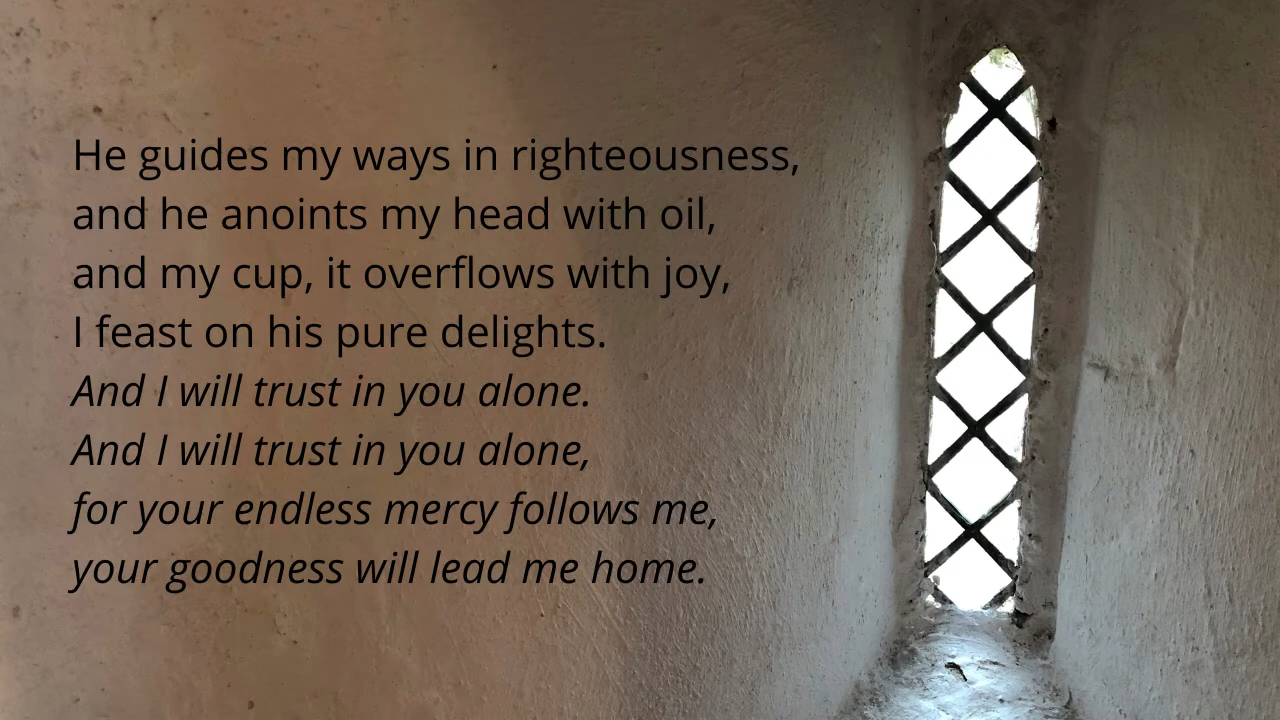 He guides my ways in righteousness,
and he anoints my head with oil,
and my cup, it overflows with joy,
I feast on his pure delights.
And I will trust in you alone.
And I will trust in you alone,
for your endless mercy follows me,
your goodness will lead me home.